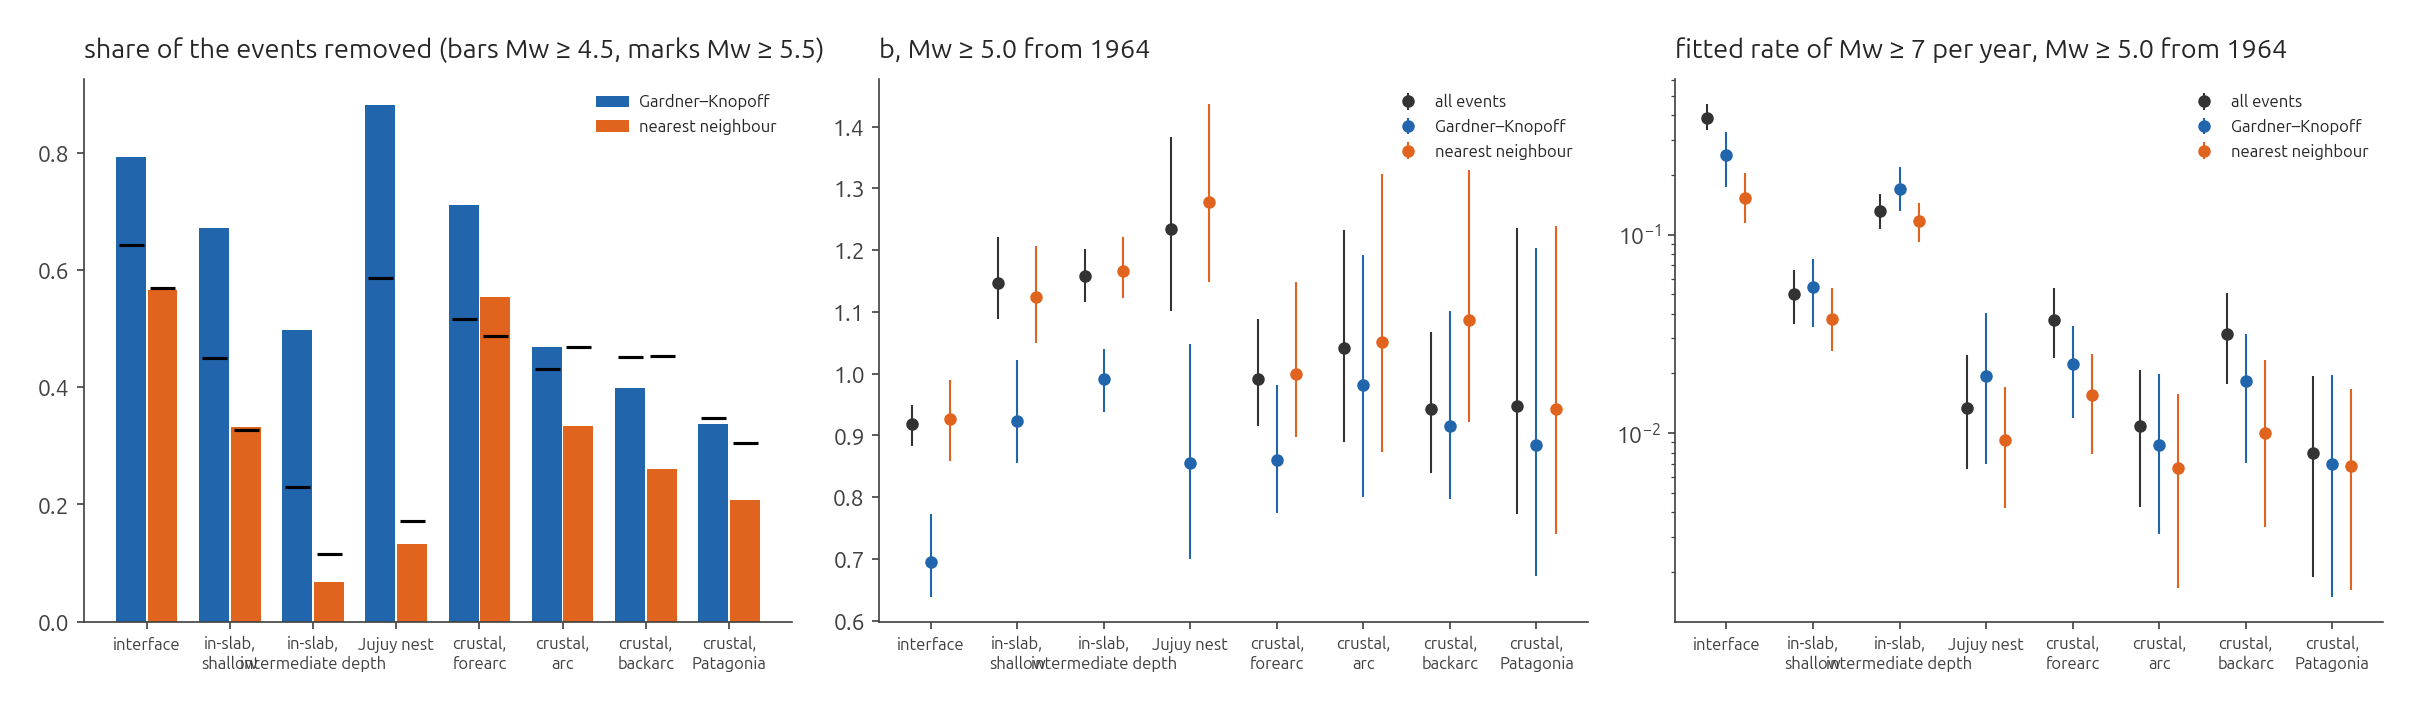 share of the events removed (bars Mw ≥ 4.5, marks Mw ≥ 5.5)
Gardner–Knopoff
nearest neighbour
0.8
0.6
0.4
0.2
0.0
interface
in-slab,
shallow
in-slab,
intermediate depth
Jujuy nest
crustal,
forearc
crustal,
arc
crustal,
backarc
crustal,
Patagonia
b, Mw ≥ 5.0 from 1964
all events
Gardner–Knopoff
nearest neighbour
1.4
1.3
1.2
1.1
1.0
0.9
0.8
0.7
0.6
interface
in-slab,
shallow
in-slab,
intermediate depth
Jujuy nest
crustal,
forearc
crustal,
arc
crustal,
backarc
crustal,
Patagonia
fitted rate of Mw ≥ 7 per year, Mw ≥ 5.0 from 1964
all events
Gardner–Knopoff
nearest neighbour
10⁻¹
10⁻²
interface
in-slab,
shallow
in-slab,
intermediate depth
Jujuy nest
crustal,
forearc
crustal,
arc
crustal,
backarc
crustal,
Patagonia